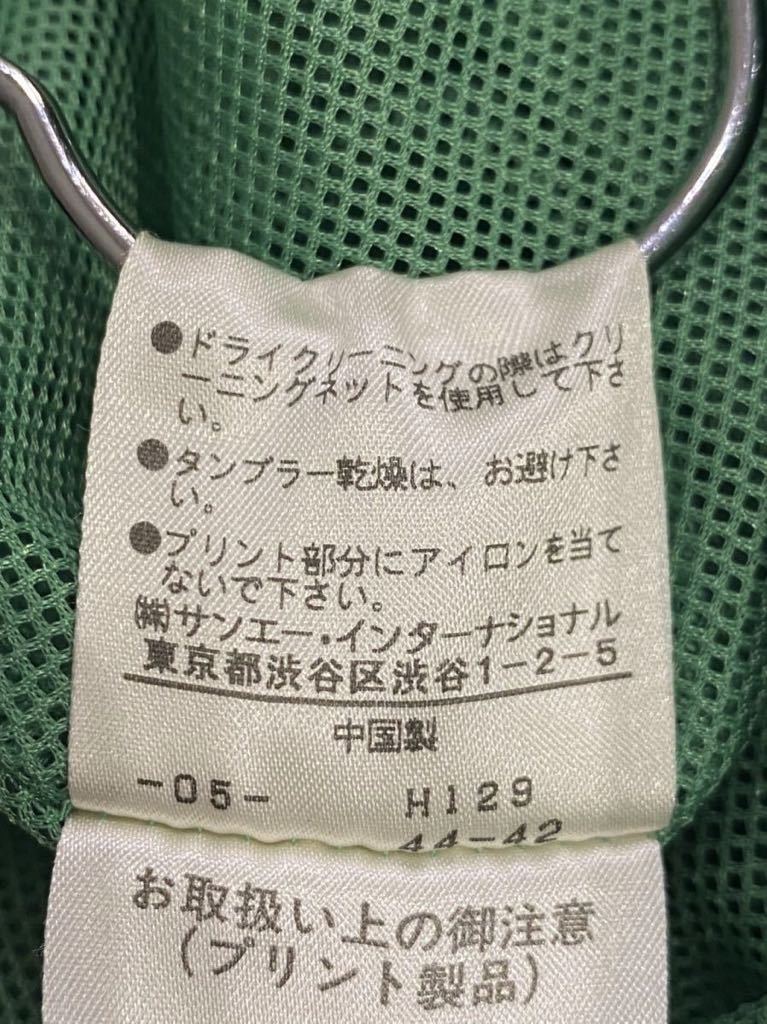 ●ドライクリーニングの際はクリ
ーニングネットを使用して下さ
い。
●タンブラー乾燥は、お避け下さ
い。
●プリント部分にアイロンを当て
ないで下さい。
㈱サンエー・インターナショナル
東京都渋谷区渋谷1-2-5
中国製
-05- H129
44-42
お取扱い上の御注意
(プリント製品)